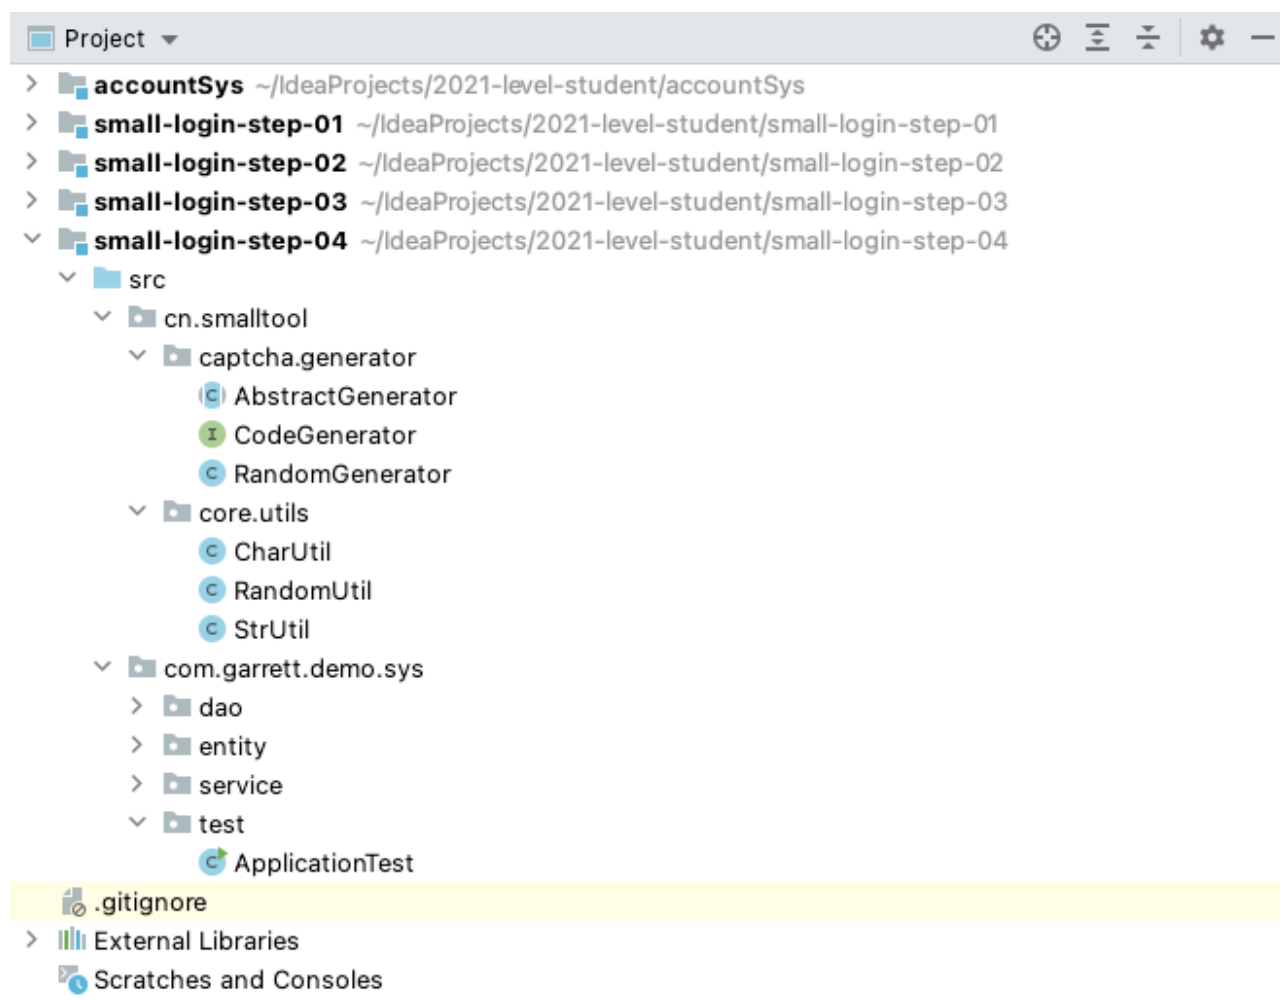 Project
accountSys ~/IdeaProjects/2021-level-student/accountSys
small-login-step-01 ~/IdeaProjects/2021-level-student/small-login-step-01
small-login-step-02 ~/IdeaProjects/2021-level-student/small-login-step-02
small-login-step-03 ~/IdeaProjects/2021-level-student/small-login-step-03
small-login-step-04 ~/IdeaProjects/2021-level-student/small-login-step-04
src
cn.smalltool
captcha.generator
C AbstractGenerator
I CodeGenerator
C RandomGenerator
core.utils
C CharUtil
C RandomUtil
C StrUtil
com.garrett.demo.sys
dao
entity
service
test
C ApplicationTest
.gitignore
External Libraries
Scratches and Consoles